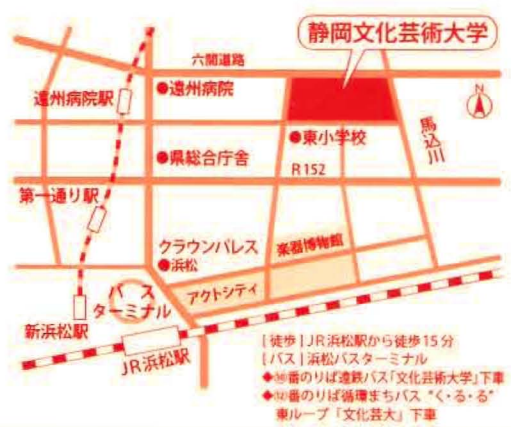 静岡文化芸術大学
六間道路
遠州病院駅
●遠州病院
N
●東小学校
馬込川
●県総合庁舎
R152
第一通り駅
クラウンパレス
●浜松
楽器博物館
アクトシティ
バス
ターミナル
新浜松駅
JR浜松駅
[徒歩]JR浜松駅から徒歩15分
[バス]浜松バスターミナル
◆⑩番のりば遠鉄バス「文化芸術大学」下車
◆⑫番のりば循環まちバス"く・る・る"
東ループ「文化芸大」下車